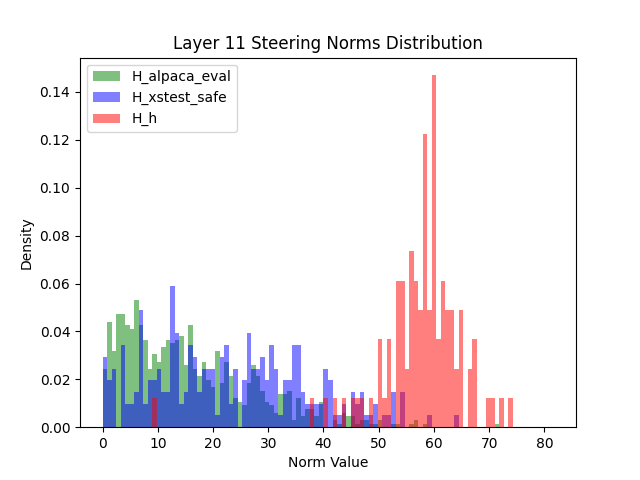 Layer 11 Steering Norms Distribution
H_alpaca_eval
H_xstest_safe
H_h
0.14
0.12
0.10
0.08
0.06
0.04
0.02
0.00
Density
0 10 20 30 40 50 60 70 80
Norm Value